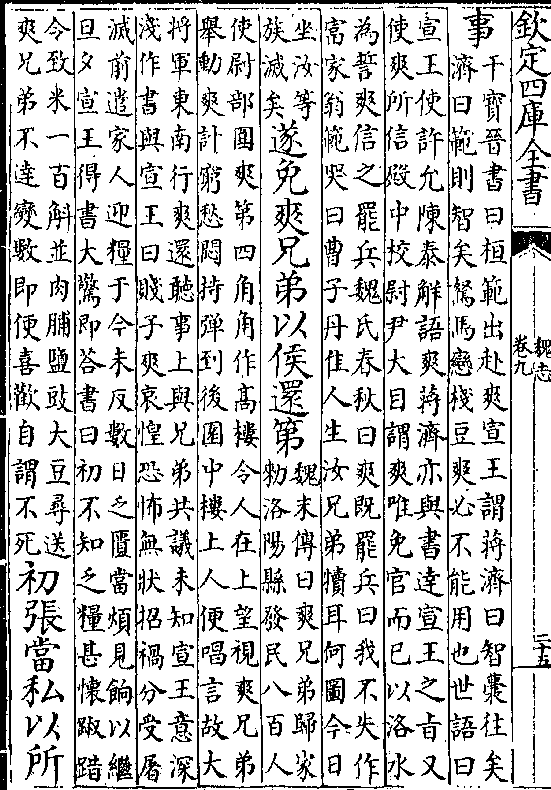 欽定四庫全書
魏志
卷九
二十五
事
干寶晉書曰桓範出赴爽宣王謂蔣濟曰智囊往矣
濟曰範則智矣駑馬戀棧豆爽必不能用也世語曰
宣王使許允陳泰解語爽蔣濟亦與書達宣王之㫖又
使爽所信殿中校尉尹大目謂爽唯免官而已以洛水
為誓爽信之罷兵魏氏春秋曰爽既罷兵曰我不失作
富家翁範哭曰曹子丹佳人生汝兄弟犢耳何圖今日
坐汝等
族滅矣
遂免爽兄弟以侯還第
魏末傳曰爽兄弟歸家
勑洛陽縣發民八百人
使尉部圍爽第四角角作髙樓令人在上望視爽兄弟
舉動爽計窮愁悶持弾到後園中樓上人便唱言故大
將軍東南行爽還聽事上與兄弟共議未知宣王意深
淺作書與宣王曰賤子爽哀惶恐怖無狀招禍分受屠
滅前遣家人迎糧于今未反數日乏匱當煩見餉以繼
旦夕宣王得書大驚即答書曰初不知乏糧甚懷踧踖
今致米一百斛並肉脯鹽豉大豆尋送
爽兄弟不達變數即便喜歡自謂不死
初張當私以所